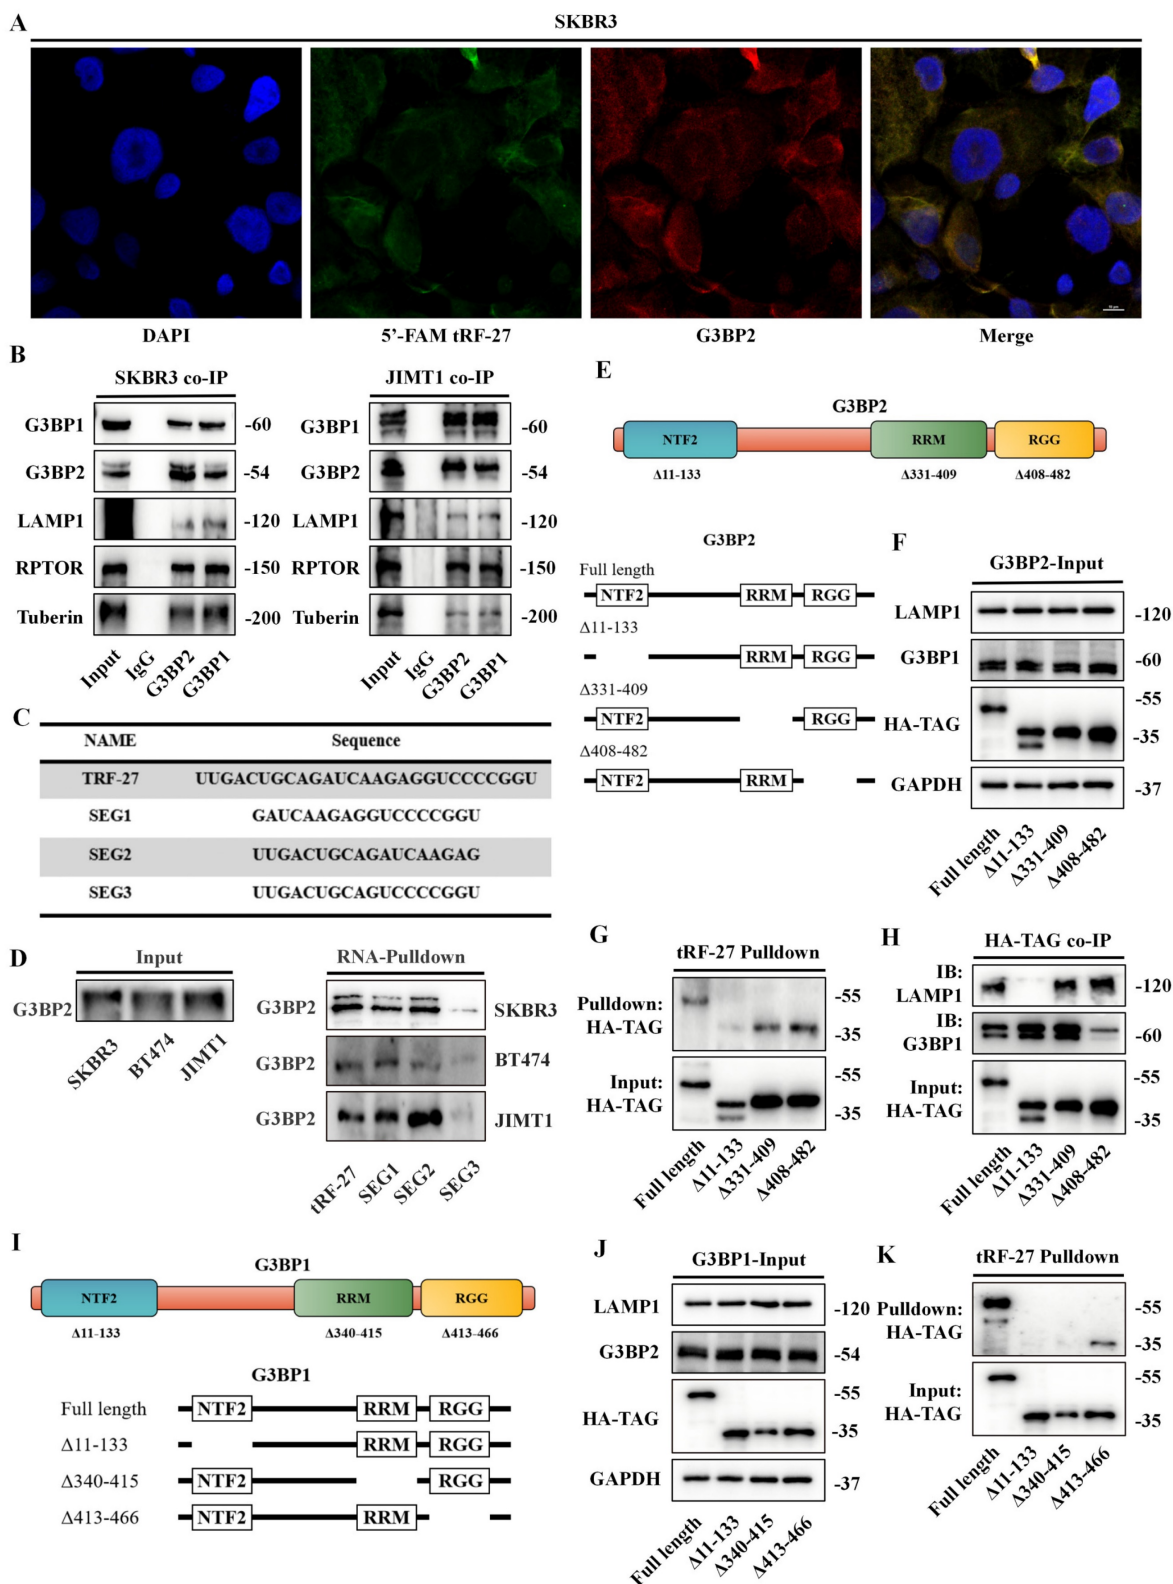 A
SKBR3
DAPI
5'-FAM tRF-27
G3BP2
Merge
B
SKBR3 co-IP
G3BP1
-60
G3BP2
-54
LAMP1
-120
RPTOR
-150
Tuberin
-200
Input
IgG
G3BP2
G3BP1
JIMT1 co-IP
G3BP1
-60
G3BP2
-54
LAMP1
-120
RPTOR
-150
Tuberin
-200
Input
IgG
G3BP2
G3BP1
C
NAME Sequence
TRF-27 UUGACUGCAGAUCAAGAGGUCCCCGGU
SEG1 GAUCAAGAGGUCCCCGGU
SEG2 UUGACUGCAGAUCAAGAG
SEG3 UUGACUGCAGUCCCCGGU
D
Input
G3BP2
SKBR3
BT474
JIMT1
RNA-Pulldown
G3BP2 SKBR3
G3BP2 BT474
G3BP2 JIMT1
tRF-27
SEG1
SEG2
SEG3
E
G3BP2
NTF2 RRM RGG
Δ11-133 Δ331-409 Δ408-482
G3BP2
Full length
NTF2 RRM RGG
Δ11-133
RRM RGG
Δ331-409
NTF2 RGG
Δ408-482
NTF2 RRM
F
G3BP2-Input
LAMP1
-120
G3BP1
-60
HA-TAG
-55
-35
GAPDH
-37
Full length
Δ11-133
Δ331-409
Δ408-482
G
tRF-27 Pulldown
Pulldown:
HA-TAG
-55
-35
Input:
HA-TAG
-55
-35
Full length
Δ11-133
Δ331-409
Δ408-482
H
HA-TAG co-IP
IB:
LAMP1
-120
IB:
G3BP1
-60
Input:
HA-TAG
-55
-35
Full length
Δ11-133
Δ331-409
Δ408-482
I
G3BP1
NTF2 RRM RGG
Δ11-133 Δ340-415 Δ413-466
G3BP1
Full length NTF2 RRM RGG
Δ11-133 RRM RGG
Δ340-415 NTF2 RGG
Δ413-466 NTF2 RRM
J
G3BP1-Input
LAMP1
-120
G3BP2
-54
HA-TAG
-55
-35
GAPDH
-37
Full length
Δ11-133
Δ340-415
Δ413-466
K
tRF-27 Pulldown
Pulldown:
HA-TAG
-55
-35
Input:
HA-TAG
-55
-35
Full length
Δ11-133
Δ340-415
Δ413-466